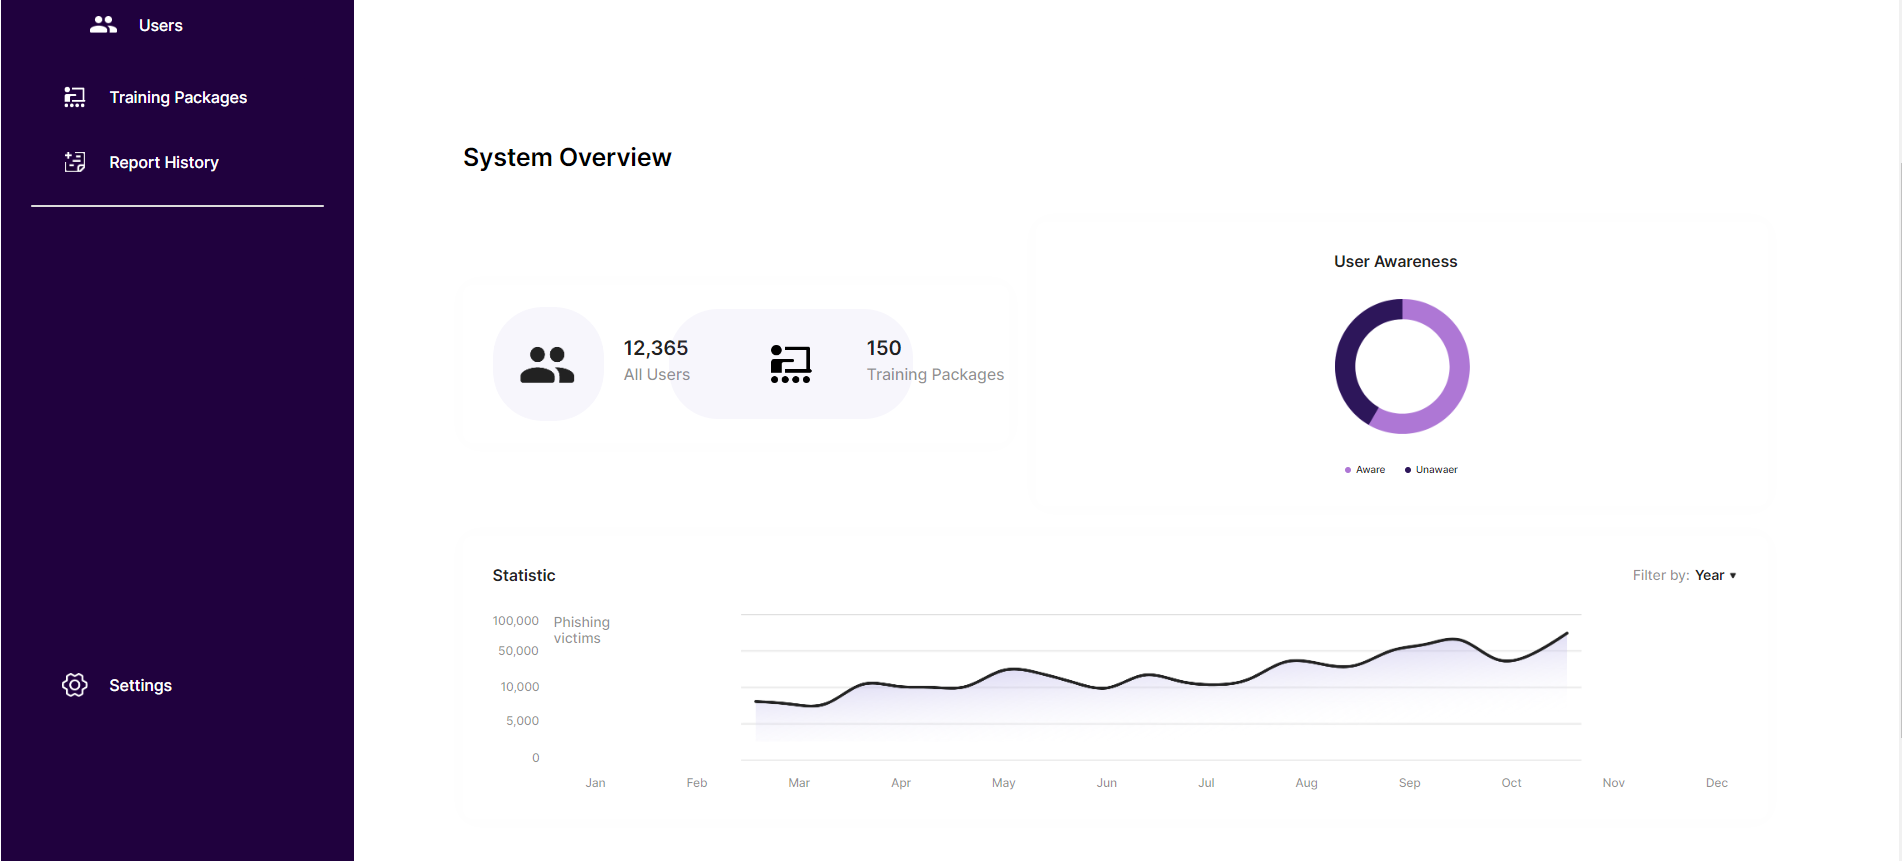 Users
Training Packages
Report History
Settings
System Overview
12,365
All Users
150
Training Packages
User Awareness
Aware
Unawaer
Statistic
Filter by: Year
100,000
50,000
10,000
5,000
0
Phishing
victims
Jan Feb Mar Apr May Jun Jul Aug Sep Oct Nov Dec